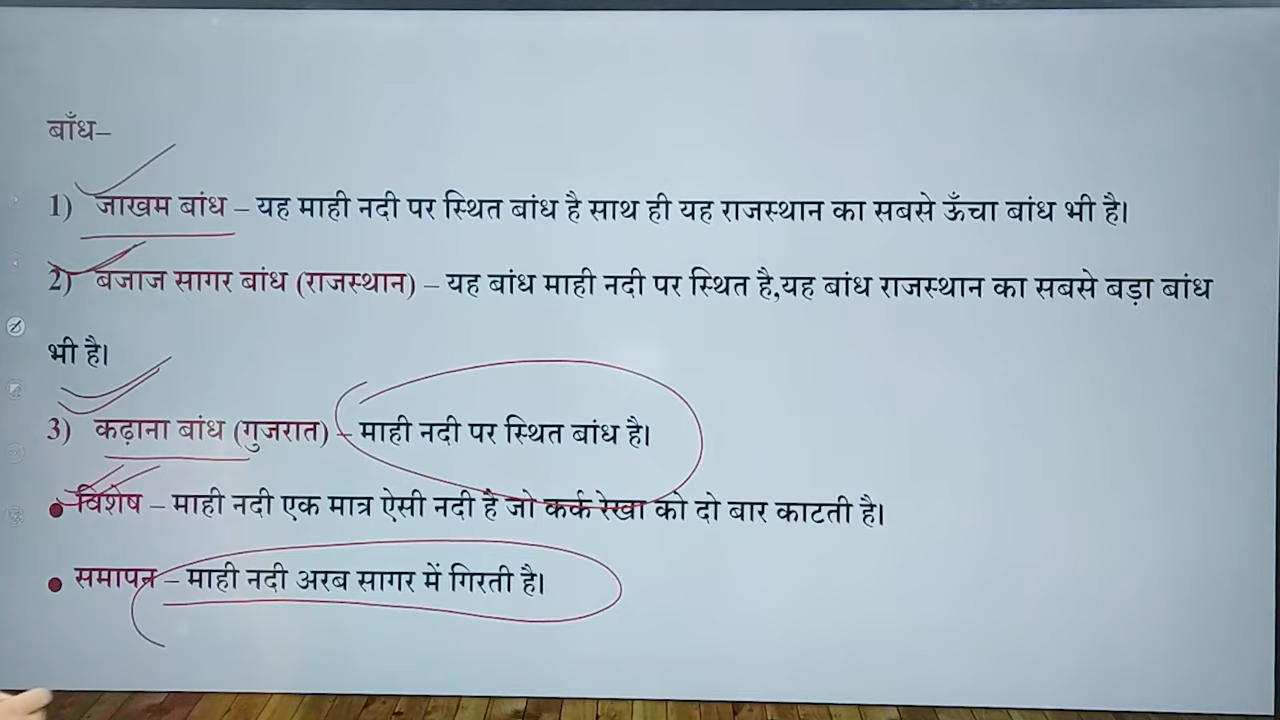 बाँध–
1) जाखम बांध – यह माही नदी पर स्थित बांध है साथ ही यह राजस्थान का सबसे ऊँचा बांध भी है।
2) बजाज सागर बांध (राजस्थान) – यह बांध माही नदी पर स्थित है,यह बांध राजस्थान का सबसे बड़ा बांध
भी है।
3) कढ़ाना बांध (गुजरात) – माही नदी पर स्थित बांध है।
• विशेष – माही नदी एक मात्र ऐसी नदी है जो कर्क रेखा को दो बार काटती है।
• समापन – माही नदी अरब सागर में गिरती है।